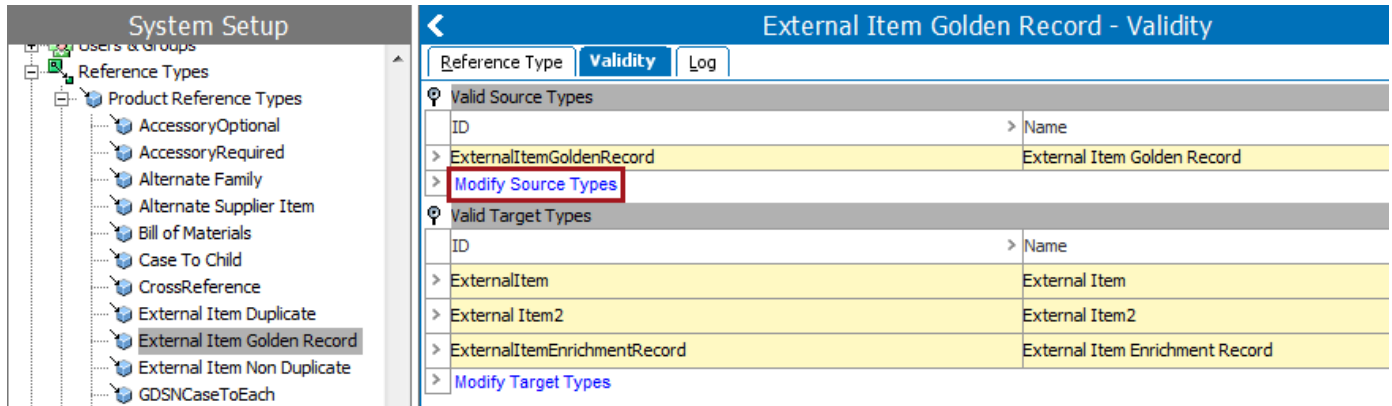 System Setup
Users & Groups
Reference Types
Product Reference Types
AccessoryOptional
AccessoryRequired
Alternate Family
Alternate Supplier Item
Bill of Materials
Case To Child
CrossReference
External Item Duplicate
External Item Golden Record
External Item Non Duplicate
GDSNCaseToEach
External Item Golden Record - Validity
Reference Type Validity Log
Valid Source Types
ID > Name
> ExternalItemGoldenRecord External Item Golden Record
> Modify Source Types
Valid Target Types
ID > Name
> ExternalItem External Item
> External Item2 External Item2
> ExternalItemEnrichmentRecord External Item Enrichment Record
> Modify Target Types